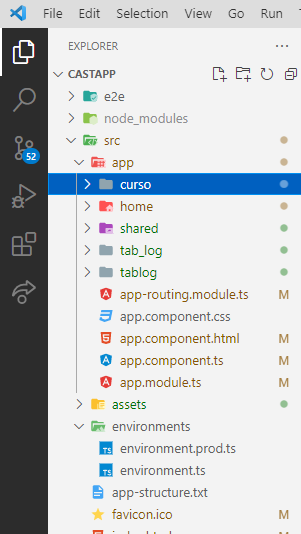 File Edit View Go Run
EXPLORER
CASTAPP
e2e
node_modules
src
app
curso
home
shared
tab_log
tablog
app-routing.module.ts M
app.component.css
app.component.html M
app.component.ts M
app.module.ts M
assets
environments
TS environment.prod.ts
TS environment.ts
app-structure.txt
favicon.ico M
52